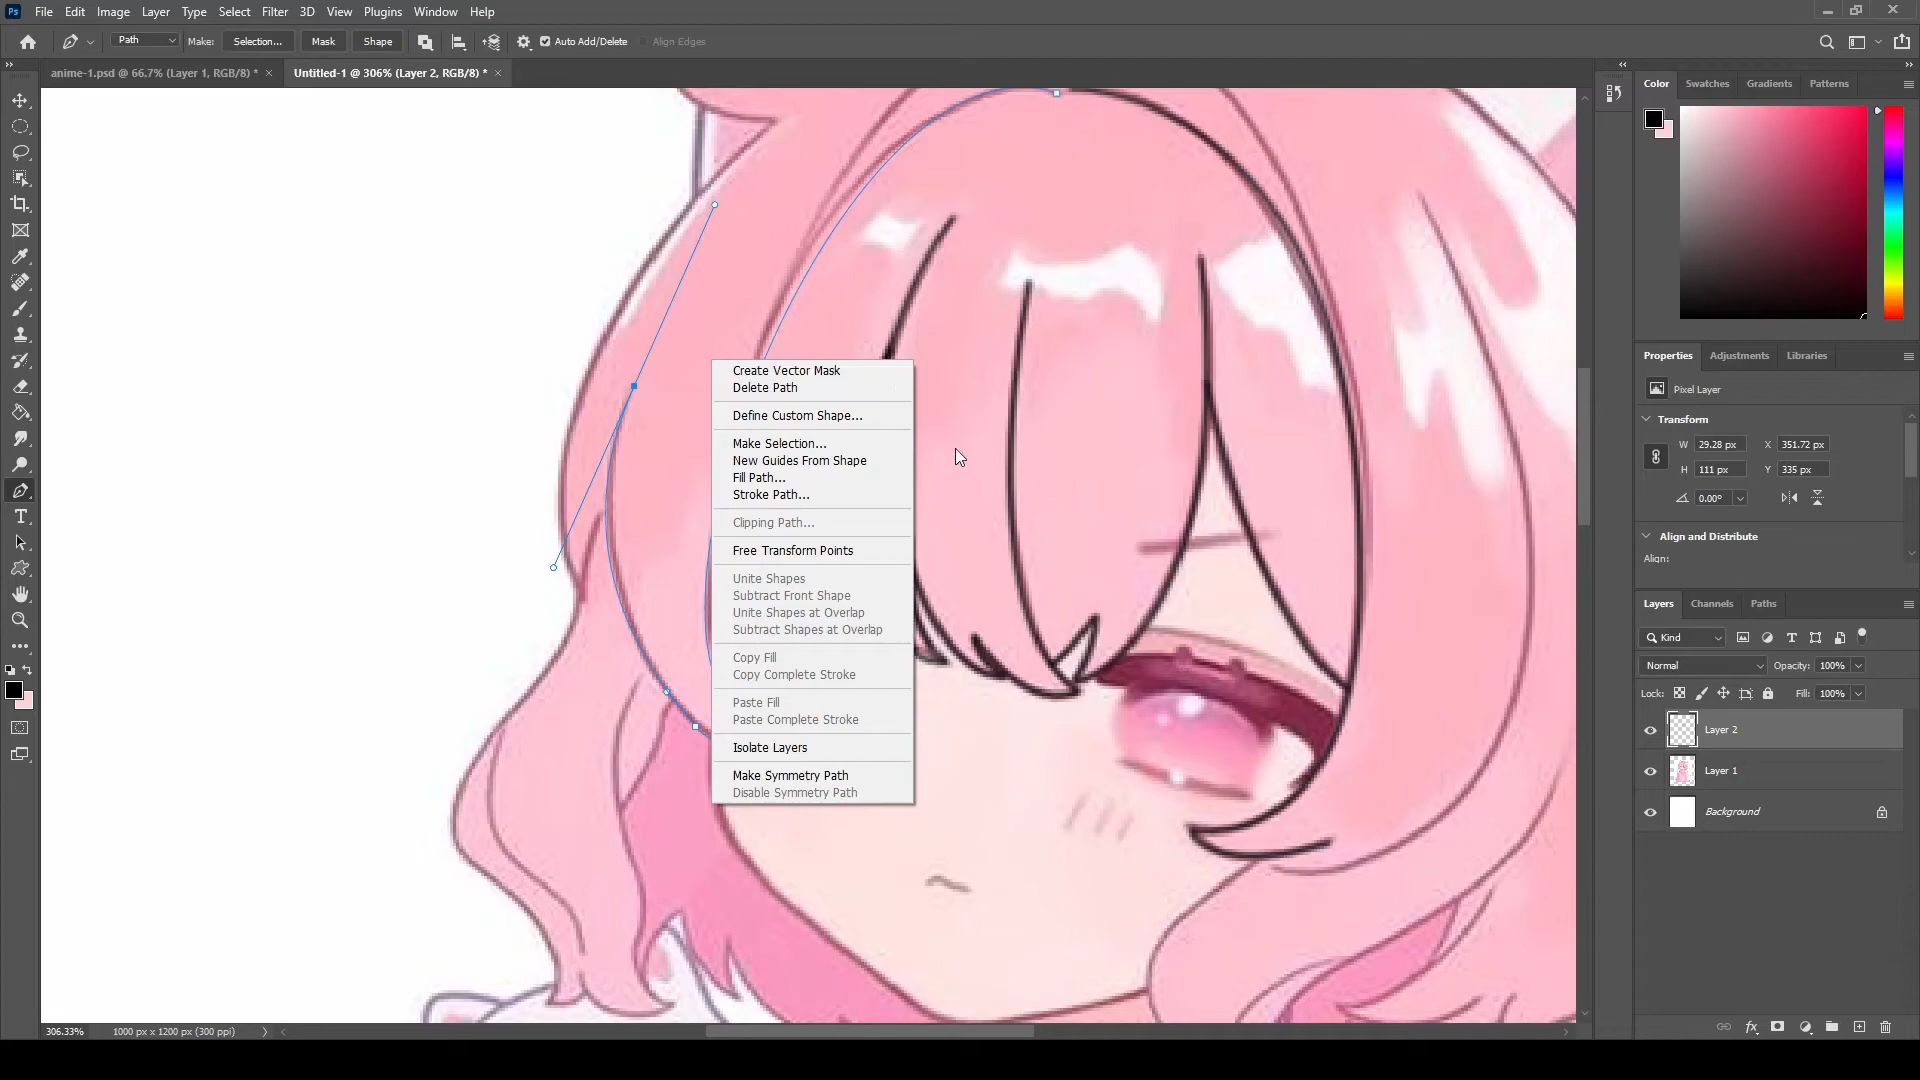 Ps File Edit Image Layer Type Select Filter 3D View Plugins Window Help
Path Make: Selection... Mask Shape Auto Add/Delete Align Edges
anime-1.psd @ 66.7% (Layer 1, RGB/8) * Untitled-1 @ 306% (Layer 2, RGB/8) *
Color Swatches Gradients Patterns
Create Vector Mask
Delete Path
Define Custom Shape...
Make Selection...
New Guides From Shape
Fill Path...
Stroke Path...
Clipping Path...
Free Transform Points
Unite Shapes
Subtract Front Shape
Unite Shapes at Overlap
Subtract Shapes at Overlap
Copy Fill
Copy Complete Stroke
Paste Fill
Paste Complete Stroke
Isolate Layers
Make Symmetry Path
Disable Symmetry Path
Properties Adjustments Libraries
Pixel Layer
Transform
W 29.28 px X 351.72 px
H 111 px Y 335 px
0.00°
Align and Distribute
Align:
Layers Channels Paths
Kind
Normal Opacity: 100%
Lock: Fill: 100%
Layer 2
Layer 1
Background
306.33% 1000 px x 1200 px (300 ppi)